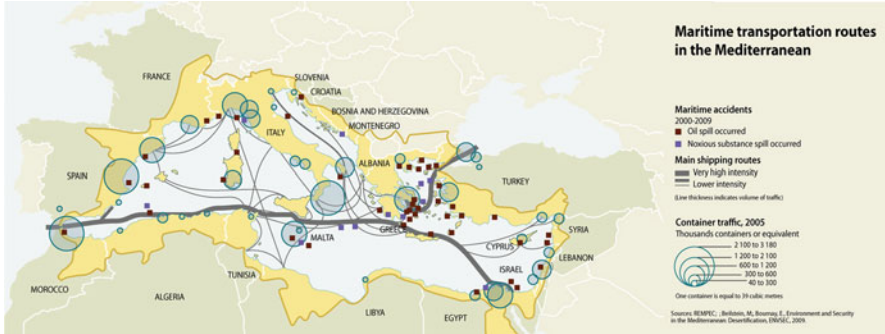 Maritime transportation routes
in the Mediterranean
Maritime accidents
2000-2009
Oil spill occurred
Noxious substance spill occurred
Main shipping routes
Very high intensity
Lower intensity
(Line thickness indicates volume of traffic)
Container traffic, 2005
Thousands containers or equivalent
2 100 to 3 180
1 200 to 2 100
600 to 1 200
300 to 600
40 to 300
One container is equal to 39 cubic metres
Sources: REMPEC; ; Beilstein, M.; Bournay, E., Environment and Security
in the Mediterranean: Desertification, ENVSEC, 2009.
FRANCE
SLOVENIA
CROATIA
BOSNIA AND HERZEGOVINA
MONTENEGRO
ITALY
ALBANIA
SPAIN
TURKEY
GREECE
SYRIA
CYPRUS
LEBANON
MALTA
ISRAEL
TUNISIA
MOROCCO
ALGERIA
LIBYA
EGYPT